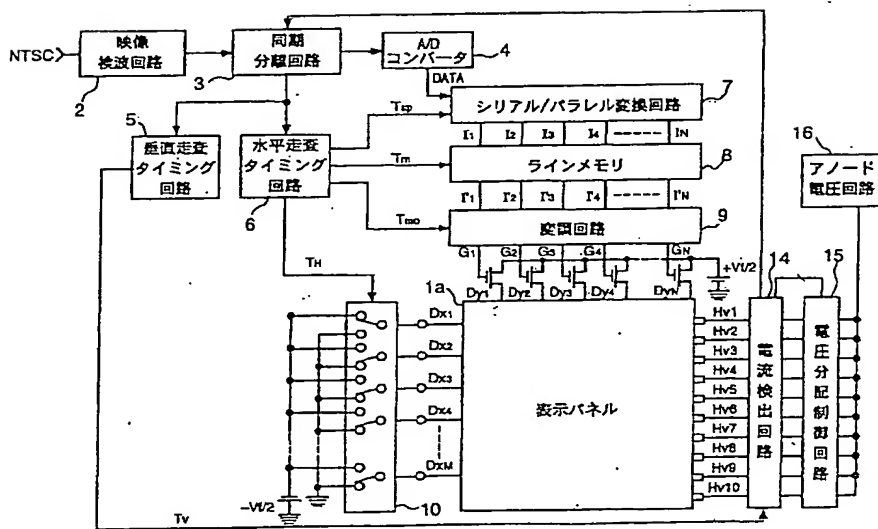 NTSC
映像
検波回路
2
同期
分離回路
3
A/D
コンバータ
4
DATA
7
シリアル/パラレル変換回路
5
垂直走査
タイミング
回路
水平走査
タイミング
回路
6
Tsp
Tm
Tmo
I1 I2 I3 I4 IN
ラインメモリ
8
I'1 I'2 I'3 I'4 I'N
変調回路
9
16
アノード
電圧回路
G1 G2 G3 G4 GN
+Vf/2
14
15
TH
1a
Dy1 Dy2 Dy3 Dy4 DyN
Dx1
Dx2
Dx3
Dx4
DxM
表示パネル
Hv1
Hv2
Hv3
Hv4
Hv5
Hv6
Hv7
Hv8
Hv9
Hv10
電流検出回路
電圧分配制御回路
-Vf/2
10
Tv